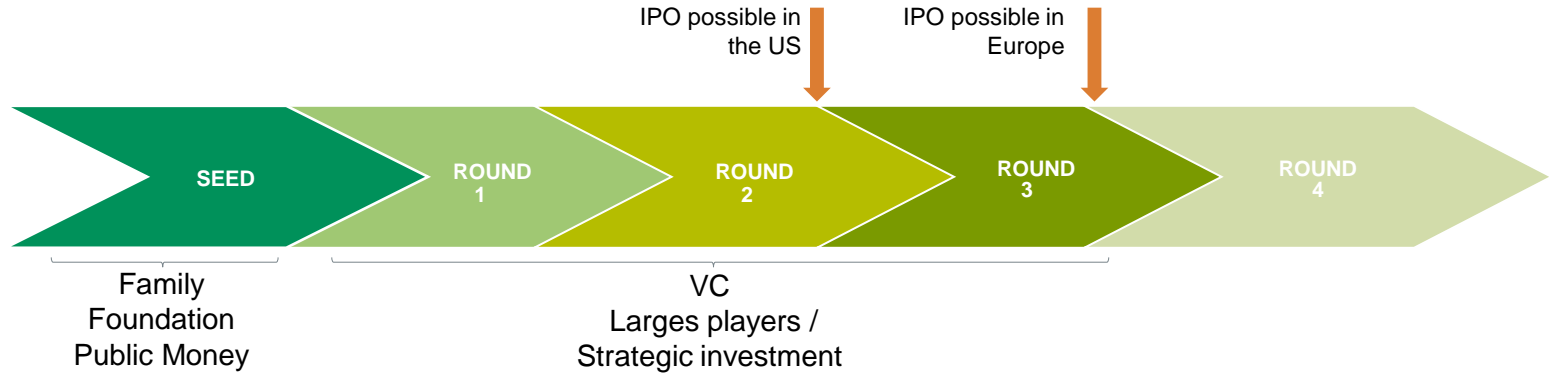 IPO possible in
the US
IPO possible in
Europe
SEED
ROUND
1
ROUND
2
ROUND
3
ROUND
4
Family
Foundation
Public Money
VC
Larges players /
Strategic investment